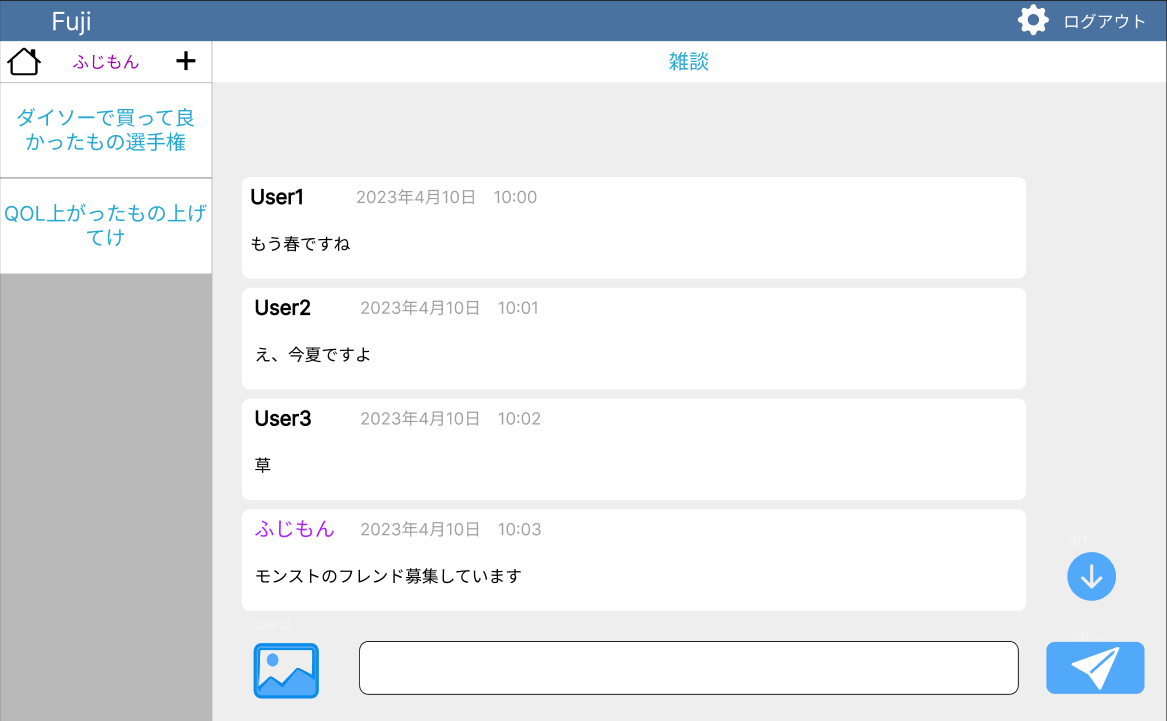 Fuji
ログアウト
ふじもん
雑談
ダイソーで買って良
かったもの選手権
QOL上がったもの上げ
てけ
User1 2023年4月10日 10:00
もう春ですね
User2 2023年4月10日 10:01
え、今夏ですよ
User3 2023年4月10日 10:02
草
ふじもん 2023年4月10日 10:03
モンストのフレンド募集しています
arr...
card...
se...